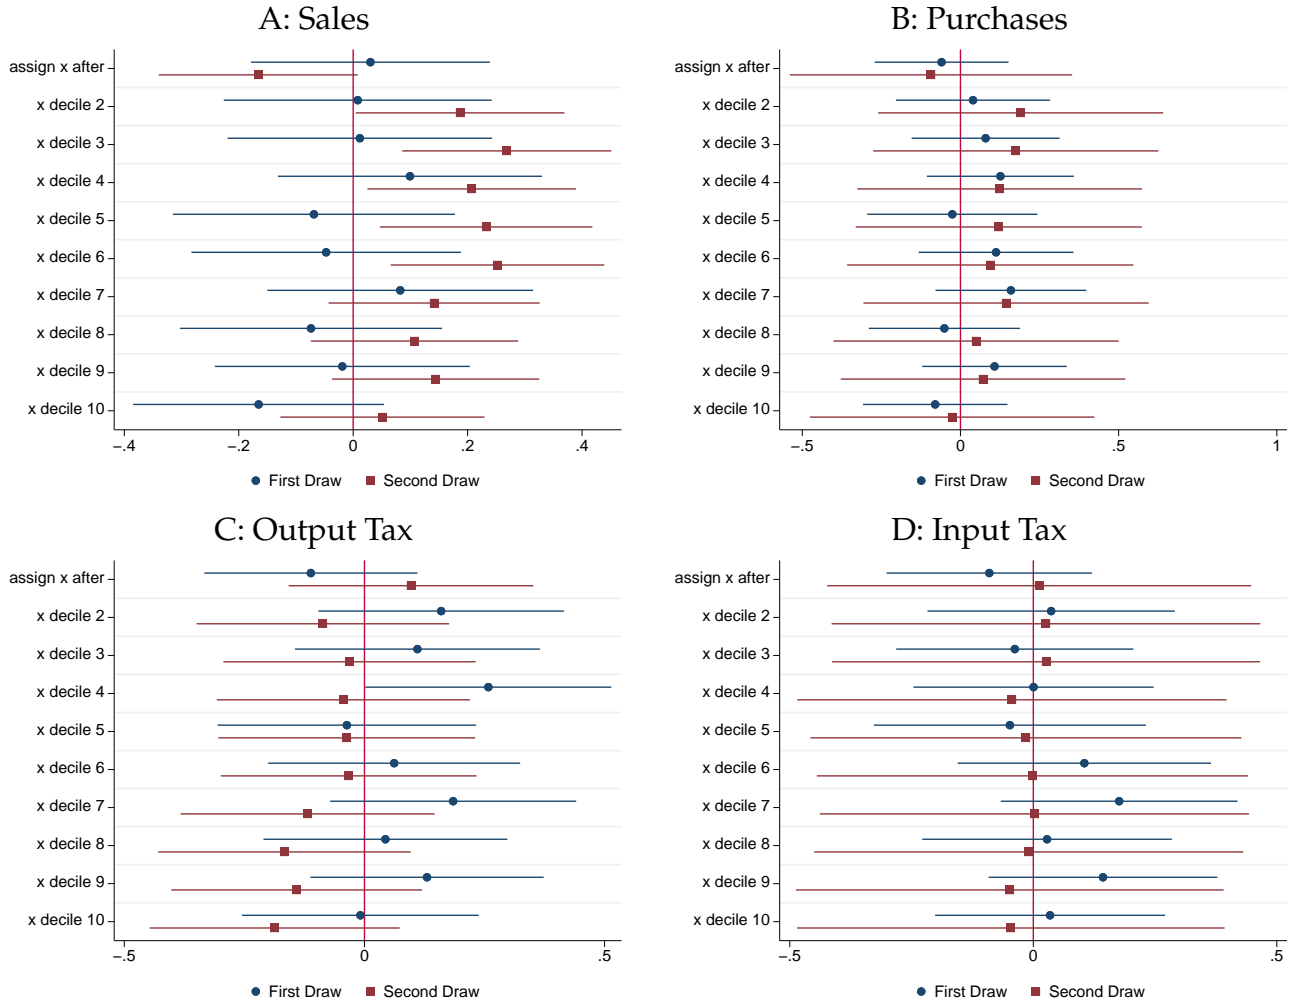 A: Sales
assign x after
x decile 2
x decile 3
x decile 4
x decile 5
x decile 6
x decile 7
x decile 8
x decile 9
x decile 10
−.4 −.2 0 .2 .4
First Draw Second Draw
B: Purchases
assign x after
x decile 2
x decile 3
x decile 4
x decile 5
x decile 6
x decile 7
x decile 8
x decile 9
x decile 10
−.5 0 .5 1
First Draw Second Draw
C: Output Tax
assign x after
x decile 2
x decile 3
x decile 4
x decile 5
x decile 6
x decile 7
x decile 8
x decile 9
x decile 10
−.5 0 .5
First Draw Second Draw
D: Input Tax
assign x after
x decile 2
x decile 3
x decile 4
x decile 5
x decile 6
x decile 7
x decile 8
x decile 9
x decile 10
−.5 0 .5
First Draw Second Draw